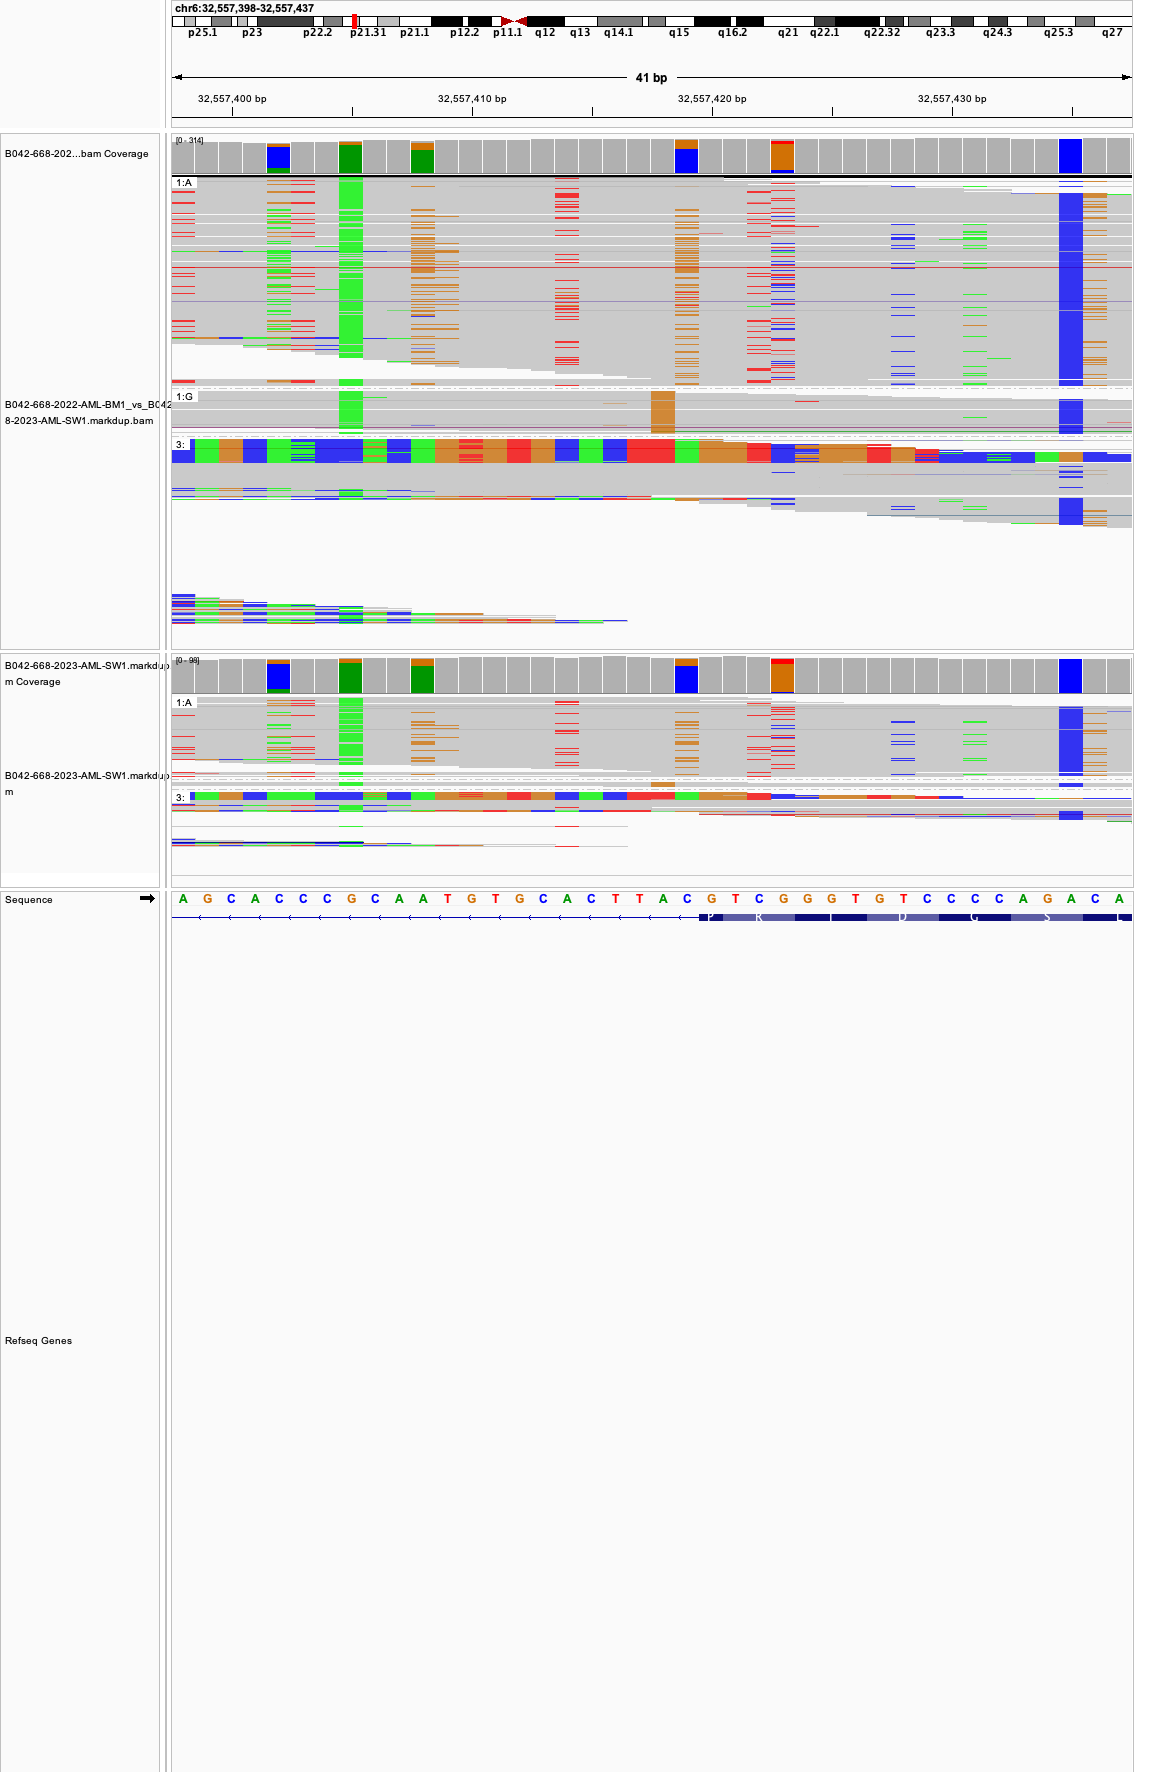 chr6:32,557,398-32,557,437
p25.1 p23 p22.2 p21.31 p21.1 p12.2 p11.1 q12 q13 q14.1 q15 q16.2 q21 q22.1 q22.32 q23.3 q24.3 q25.3 q27
41 bp
32,557,400 bp 32,557,410 bp 32,557,420 bp 32,557,430 bp
[0 - 314]
B042-668-202...bam Coverage
1:A
1:G
B042-668-2022-AML-BM1_vs_B042
8-2023-AML-SW1.markdup.bam
3:
B042-668-2023-AML-SW1.markdup
m Coverage
[0 - 98]
1:A
B042-668-2023-AML-SW1.markdup
m
3:
Sequence A G C A C C C G C A A T G T G C A C T T A C G T C G G G T G T C C C C A G A C A
P R T D G S L
Refseq Genes